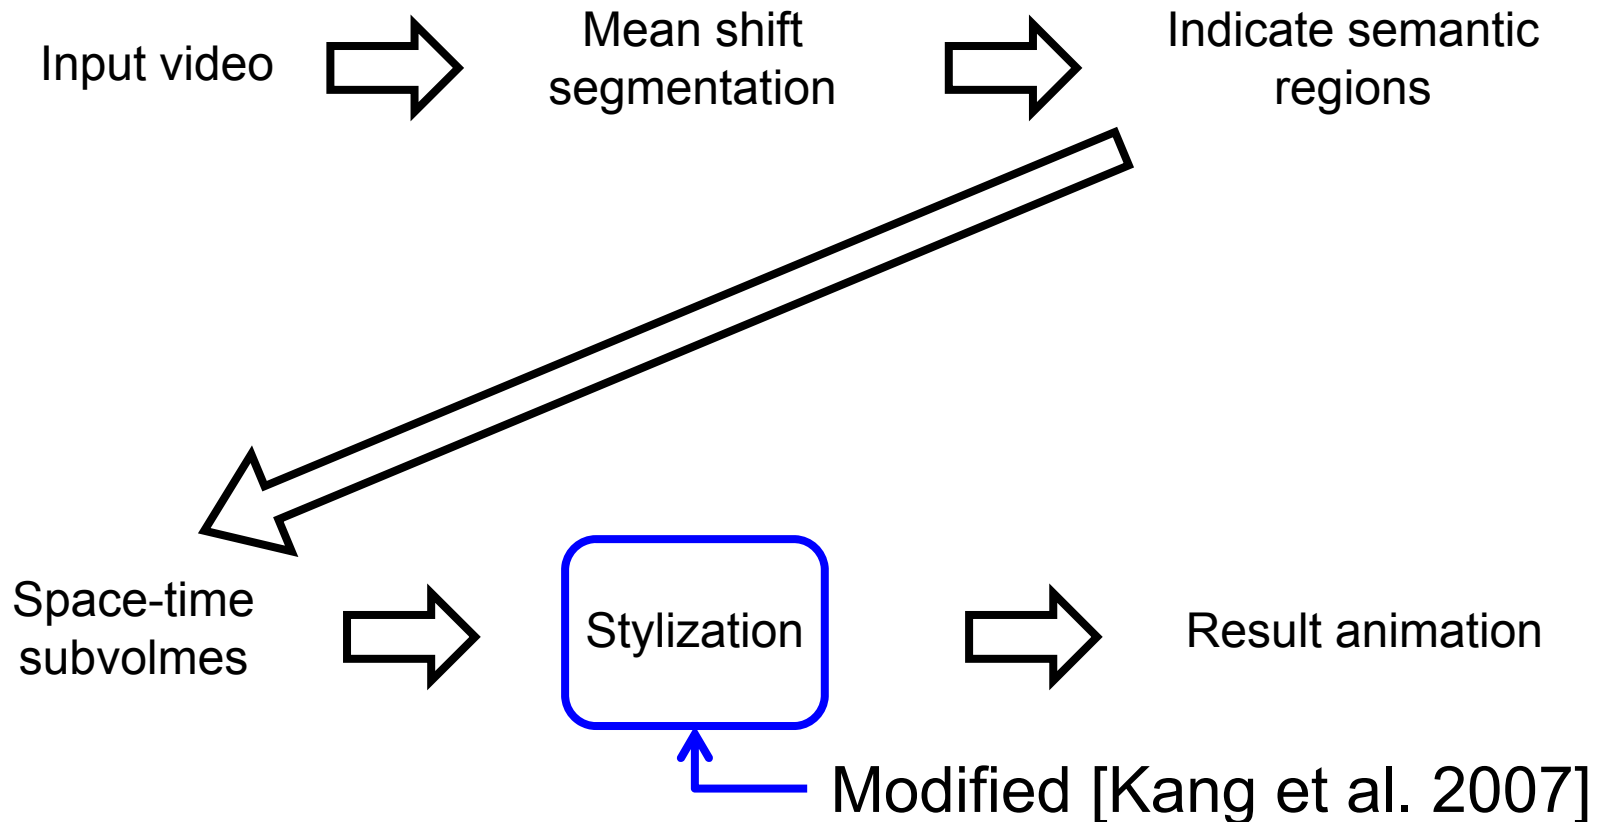 Input video
Mean shift
segmentation
Indicate semantic
regions
Space-time
subvolmes
Stylization
Result animation
Modified [Kang et al. 2007]